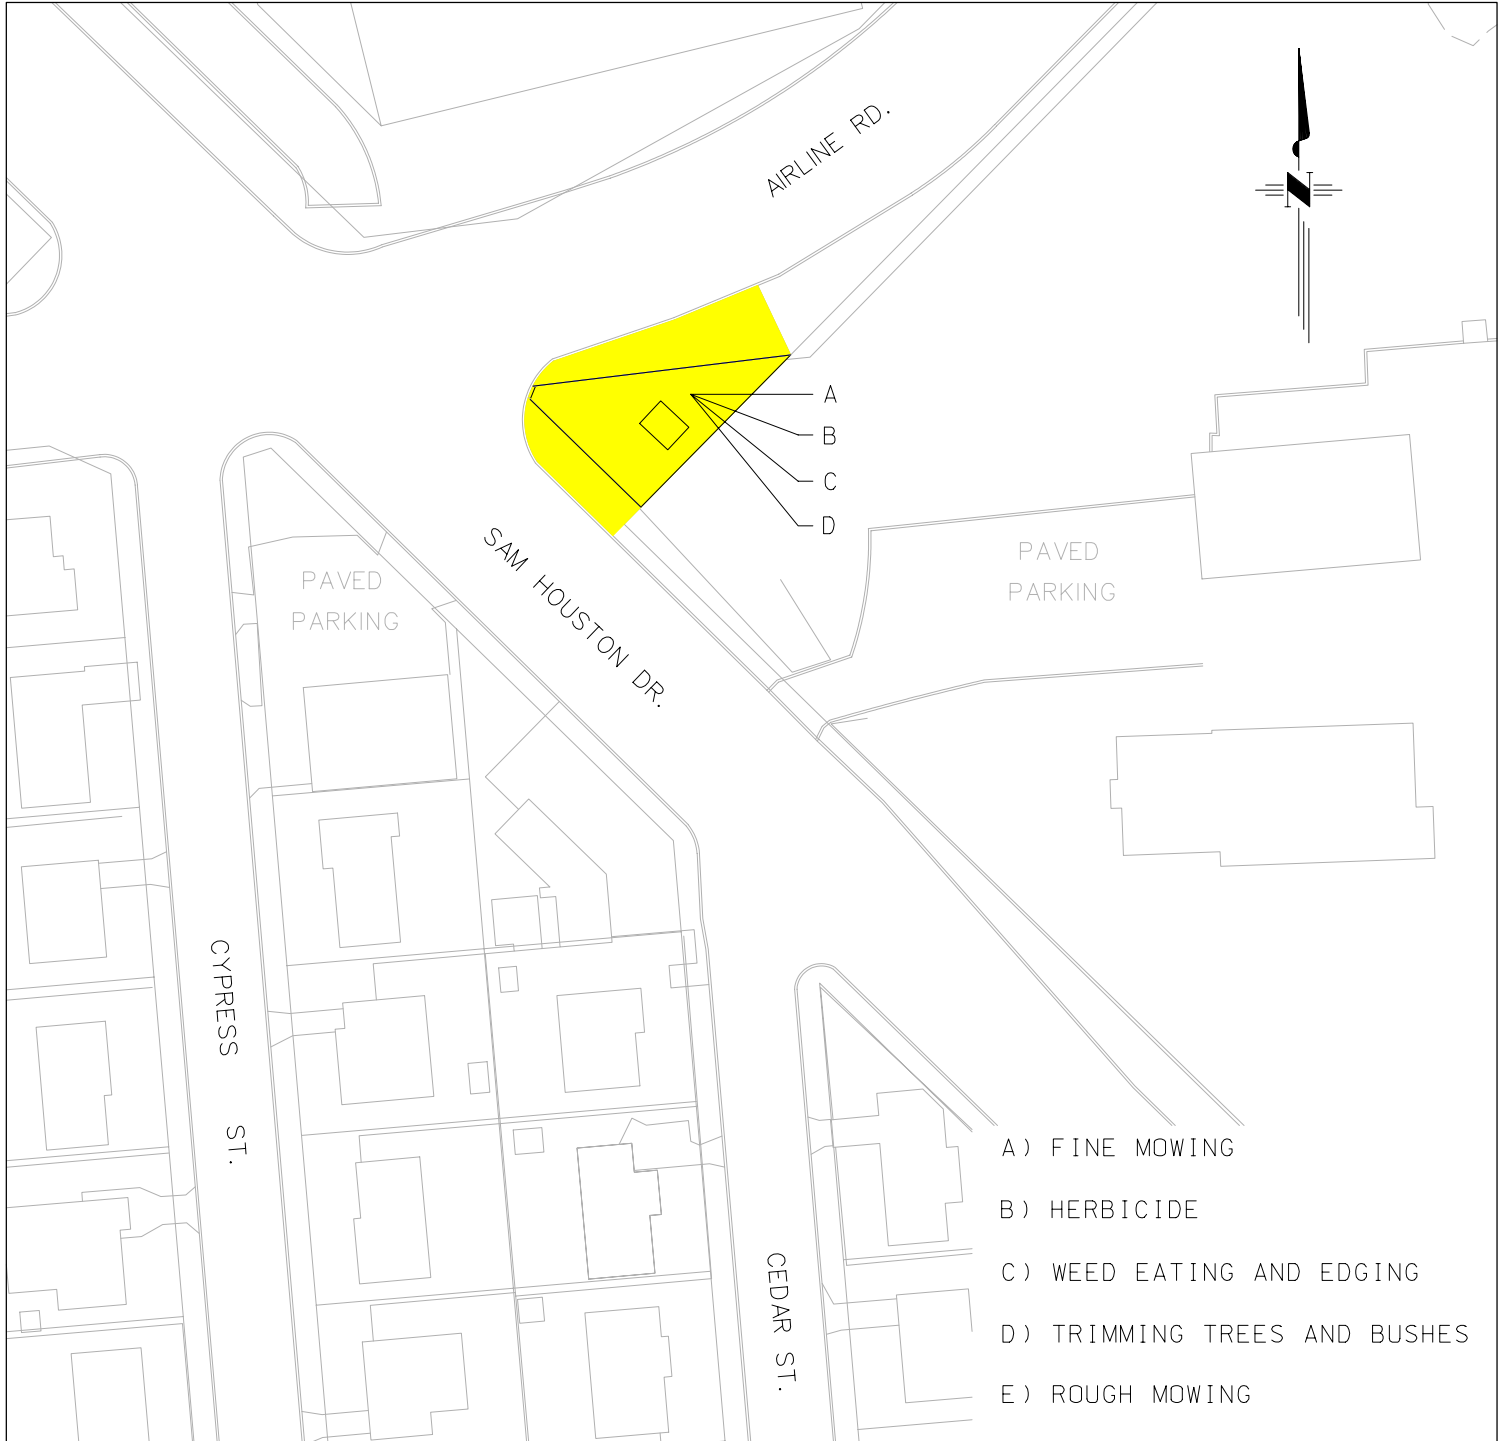 AIRLINE RD.
N
A
B
C
D
SAM HOUSTON DR.
PAVED
PARKING
PAVED
PARKING
CYPRESS ST.
CEDAR ST.
A) FINE MOWING
B) HERBICIDE
C) WEED EATING AND EDGING
D) TRIMMING TREES AND BUSHES
E) ROUGH MOWING